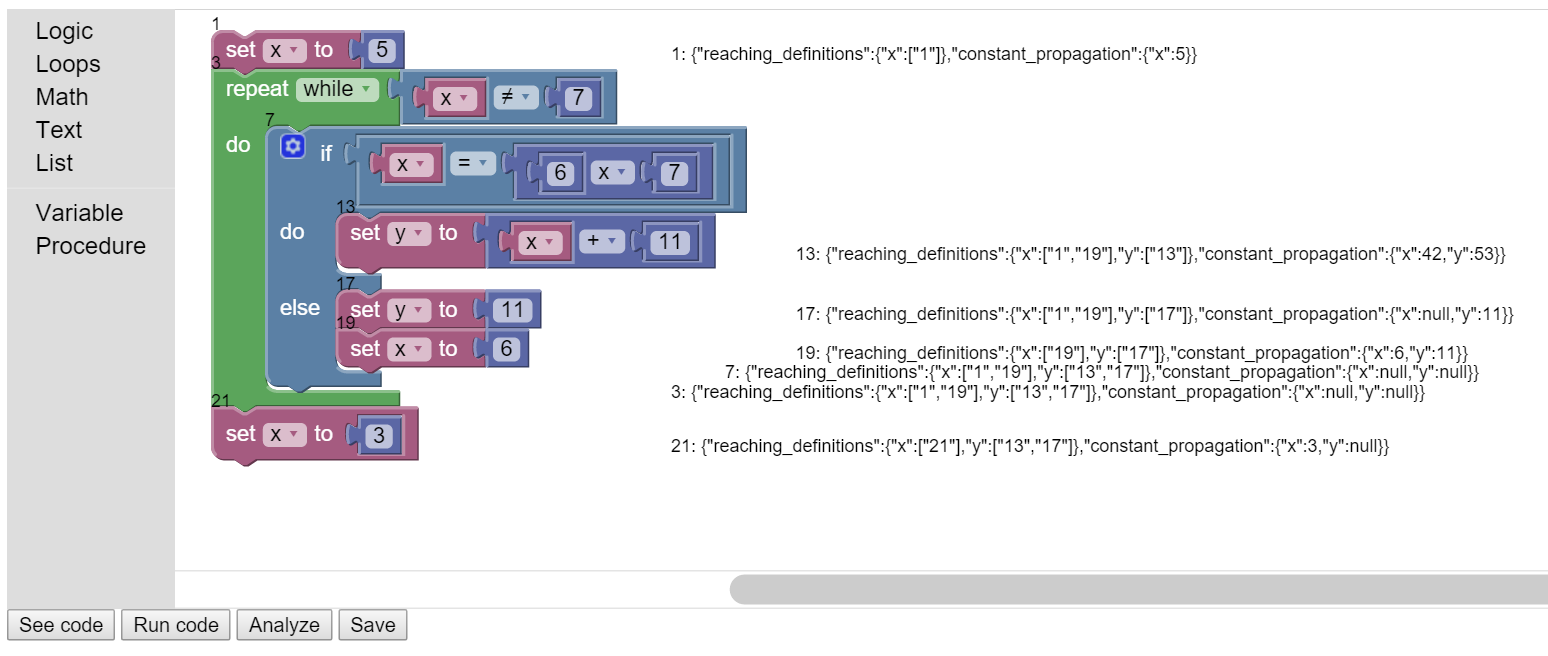 Logic
Loops
Math
Text
List
Variable
Procedure
1
set x to 5
1: {"reaching_definitions":{"x":["1"]},"constant_propagation":{"x":5}}
3
repeat while x ≠ 7
7
do if x = 6 x 7
13
do set y to x + 11
13: {"reaching_definitions":{"x":["1","19"],"y":["13"]},"constant_propagation":{"x":42,"y":53}}
17
else set y to 11
17: {"reaching_definitions":{"x":["1","19"],"y":["17"]},"constant_propagation":{"x":null,"y":11}}
19
set x to 6
19: {"reaching_definitions":{"x":["19"],"y":["17"]},"constant_propagation":{"x":6,"y":11}}
7: {"reaching_definitions":{"x":["1","19"],"y":["13","17"]},"constant_propagation":{"x":null,"y":null}}
3: {"reaching_definitions":{"x":["1","19"],"y":["13","17"]},"constant_propagation":{"x":null,"y":null}}
21
set x to 3
21: {"reaching_definitions":{"x":["21"],"y":["13","17"]},"constant_propagation":{"x":3,"y":null}}
See code Run code Analyze Save